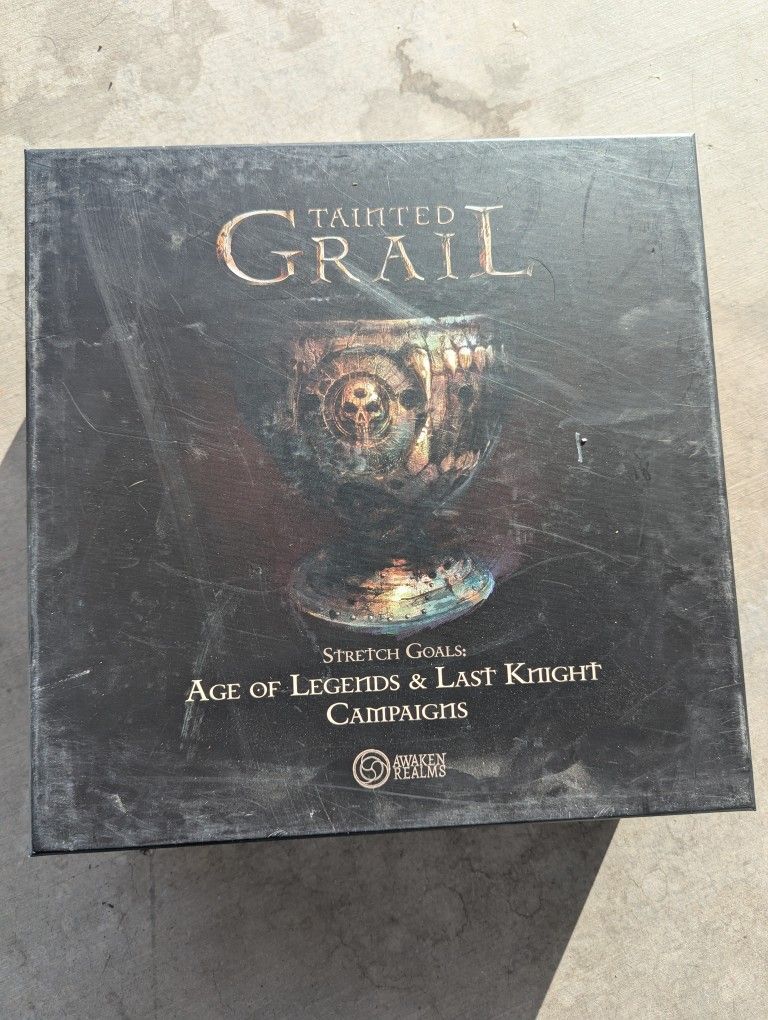 TAINTED
GRAIL
STRETCH GOALS:
AGE OF LEGENDS & LAST KNIGHT
CAMPAIGNS
AWAKEN
REALMS